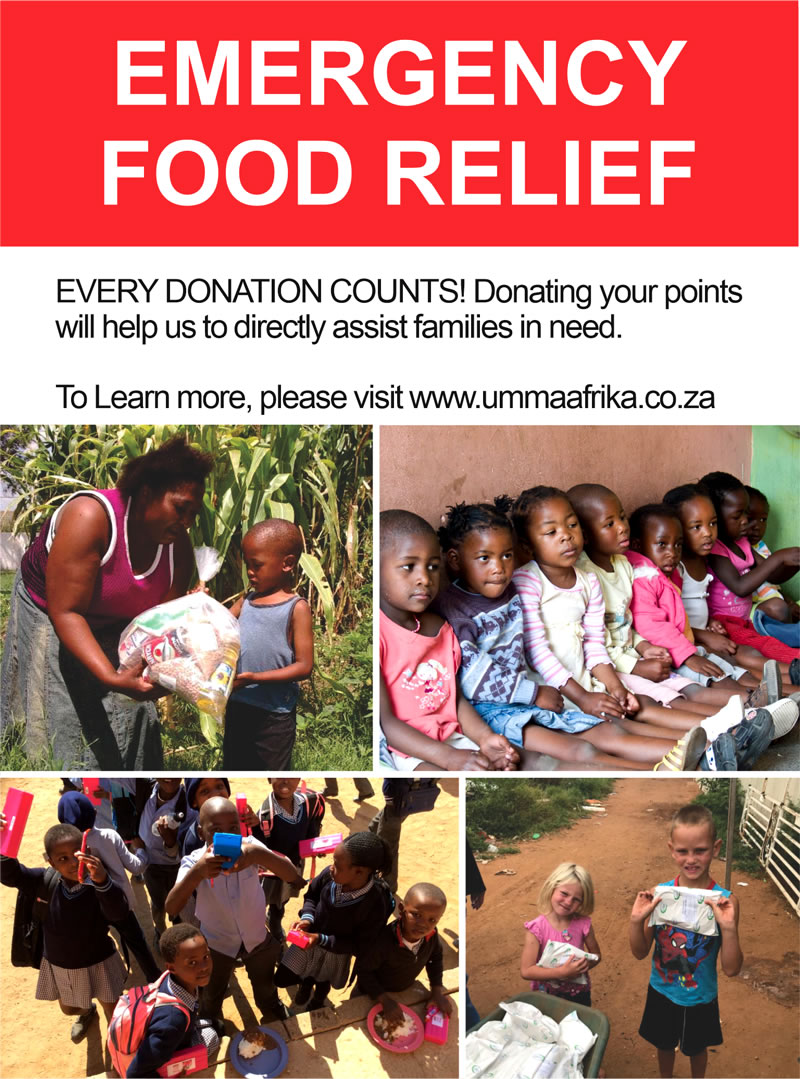 EMERGENCY
FOOD RELIEF
EVERY DONATION COUNTS! Donating your points
will help us to directly assist families in need.
To Learn more, please visit www.ummaafrika.co.za